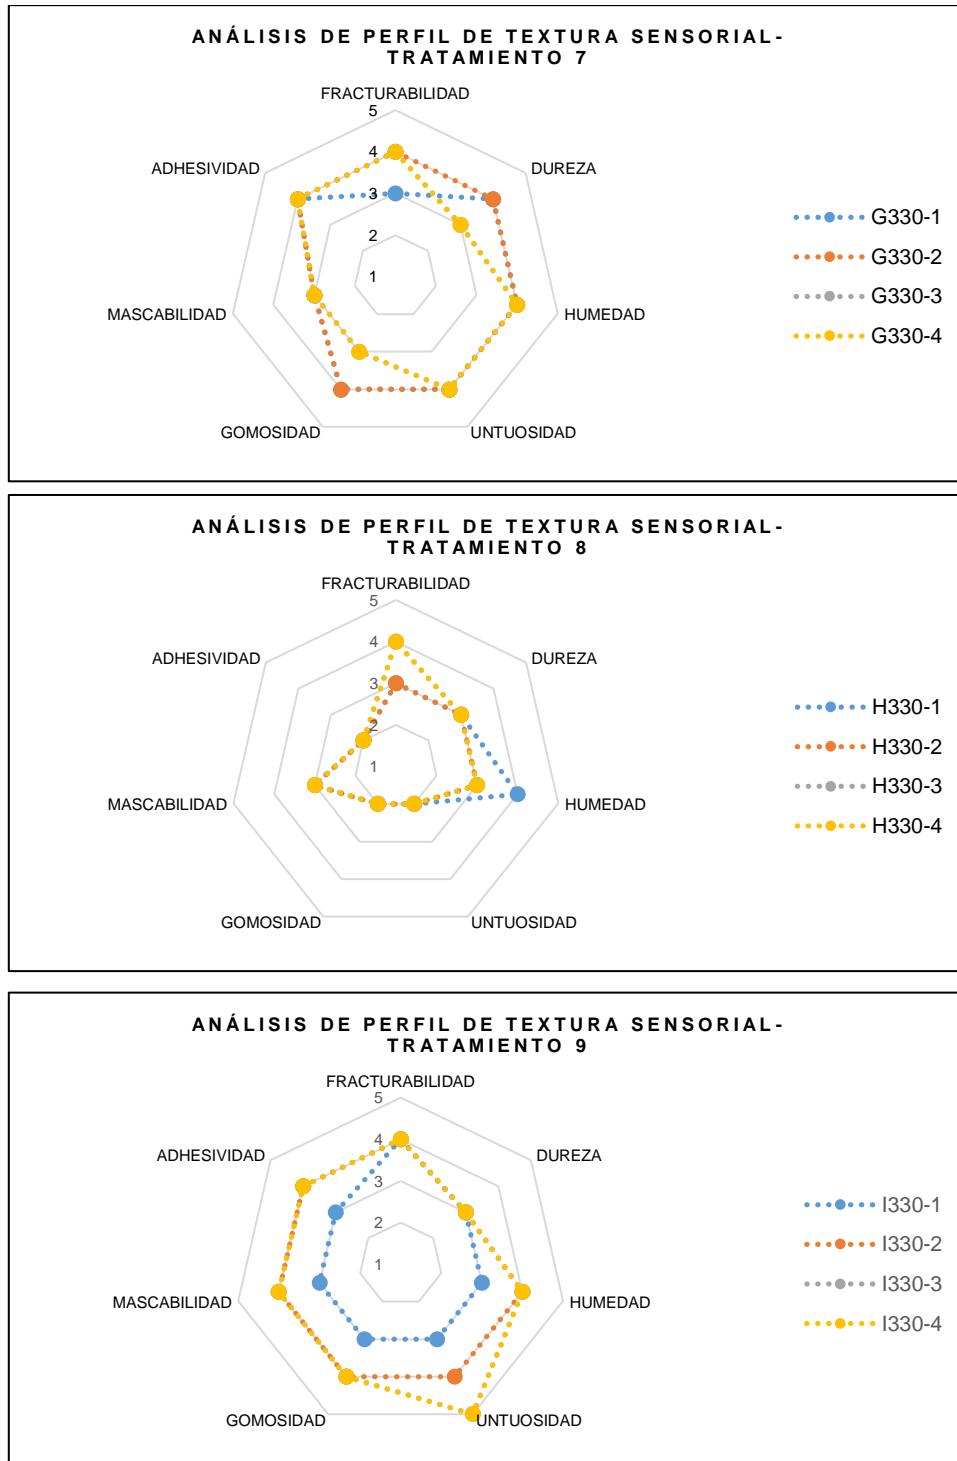 ANÁLISIS DE PERFIL DE TEXTURA SENSORIAL-
TRATAMIENTO 7
FRACTURABILIDAD
5
ADHESIVIDAD
4
DUREZA
3
G330-1
2
G330-2
1
G330-3
MASCABILIDAD
HUMEDAD
G330-4
GOMOSIDAD
UNTUOSIDAD
ANÁLISIS DE PERFIL DE TEXTURA SENSORIAL-
TRATAMIENTO 8
FRACTURABILIDAD
5
ADHESIVIDAD
4
DUREZA
3
H330-1
2
H330-2
1
H330-3
MASCABILIDAD
HUMEDAD
H330-4
GOMOSIDAD
UNTUOSIDAD
ANÁLISIS DE PERFIL DE TEXTURA SENSORIAL-
TRATAMIENTO 9
FRACTURABILIDAD
5
ADHESIVIDAD
4
DUREZA
3
I330-1
2
I330-2
1
I330-3
MASCABILIDAD
HUMEDAD
I330-4
GOMOSIDAD
UNTUOSIDAD